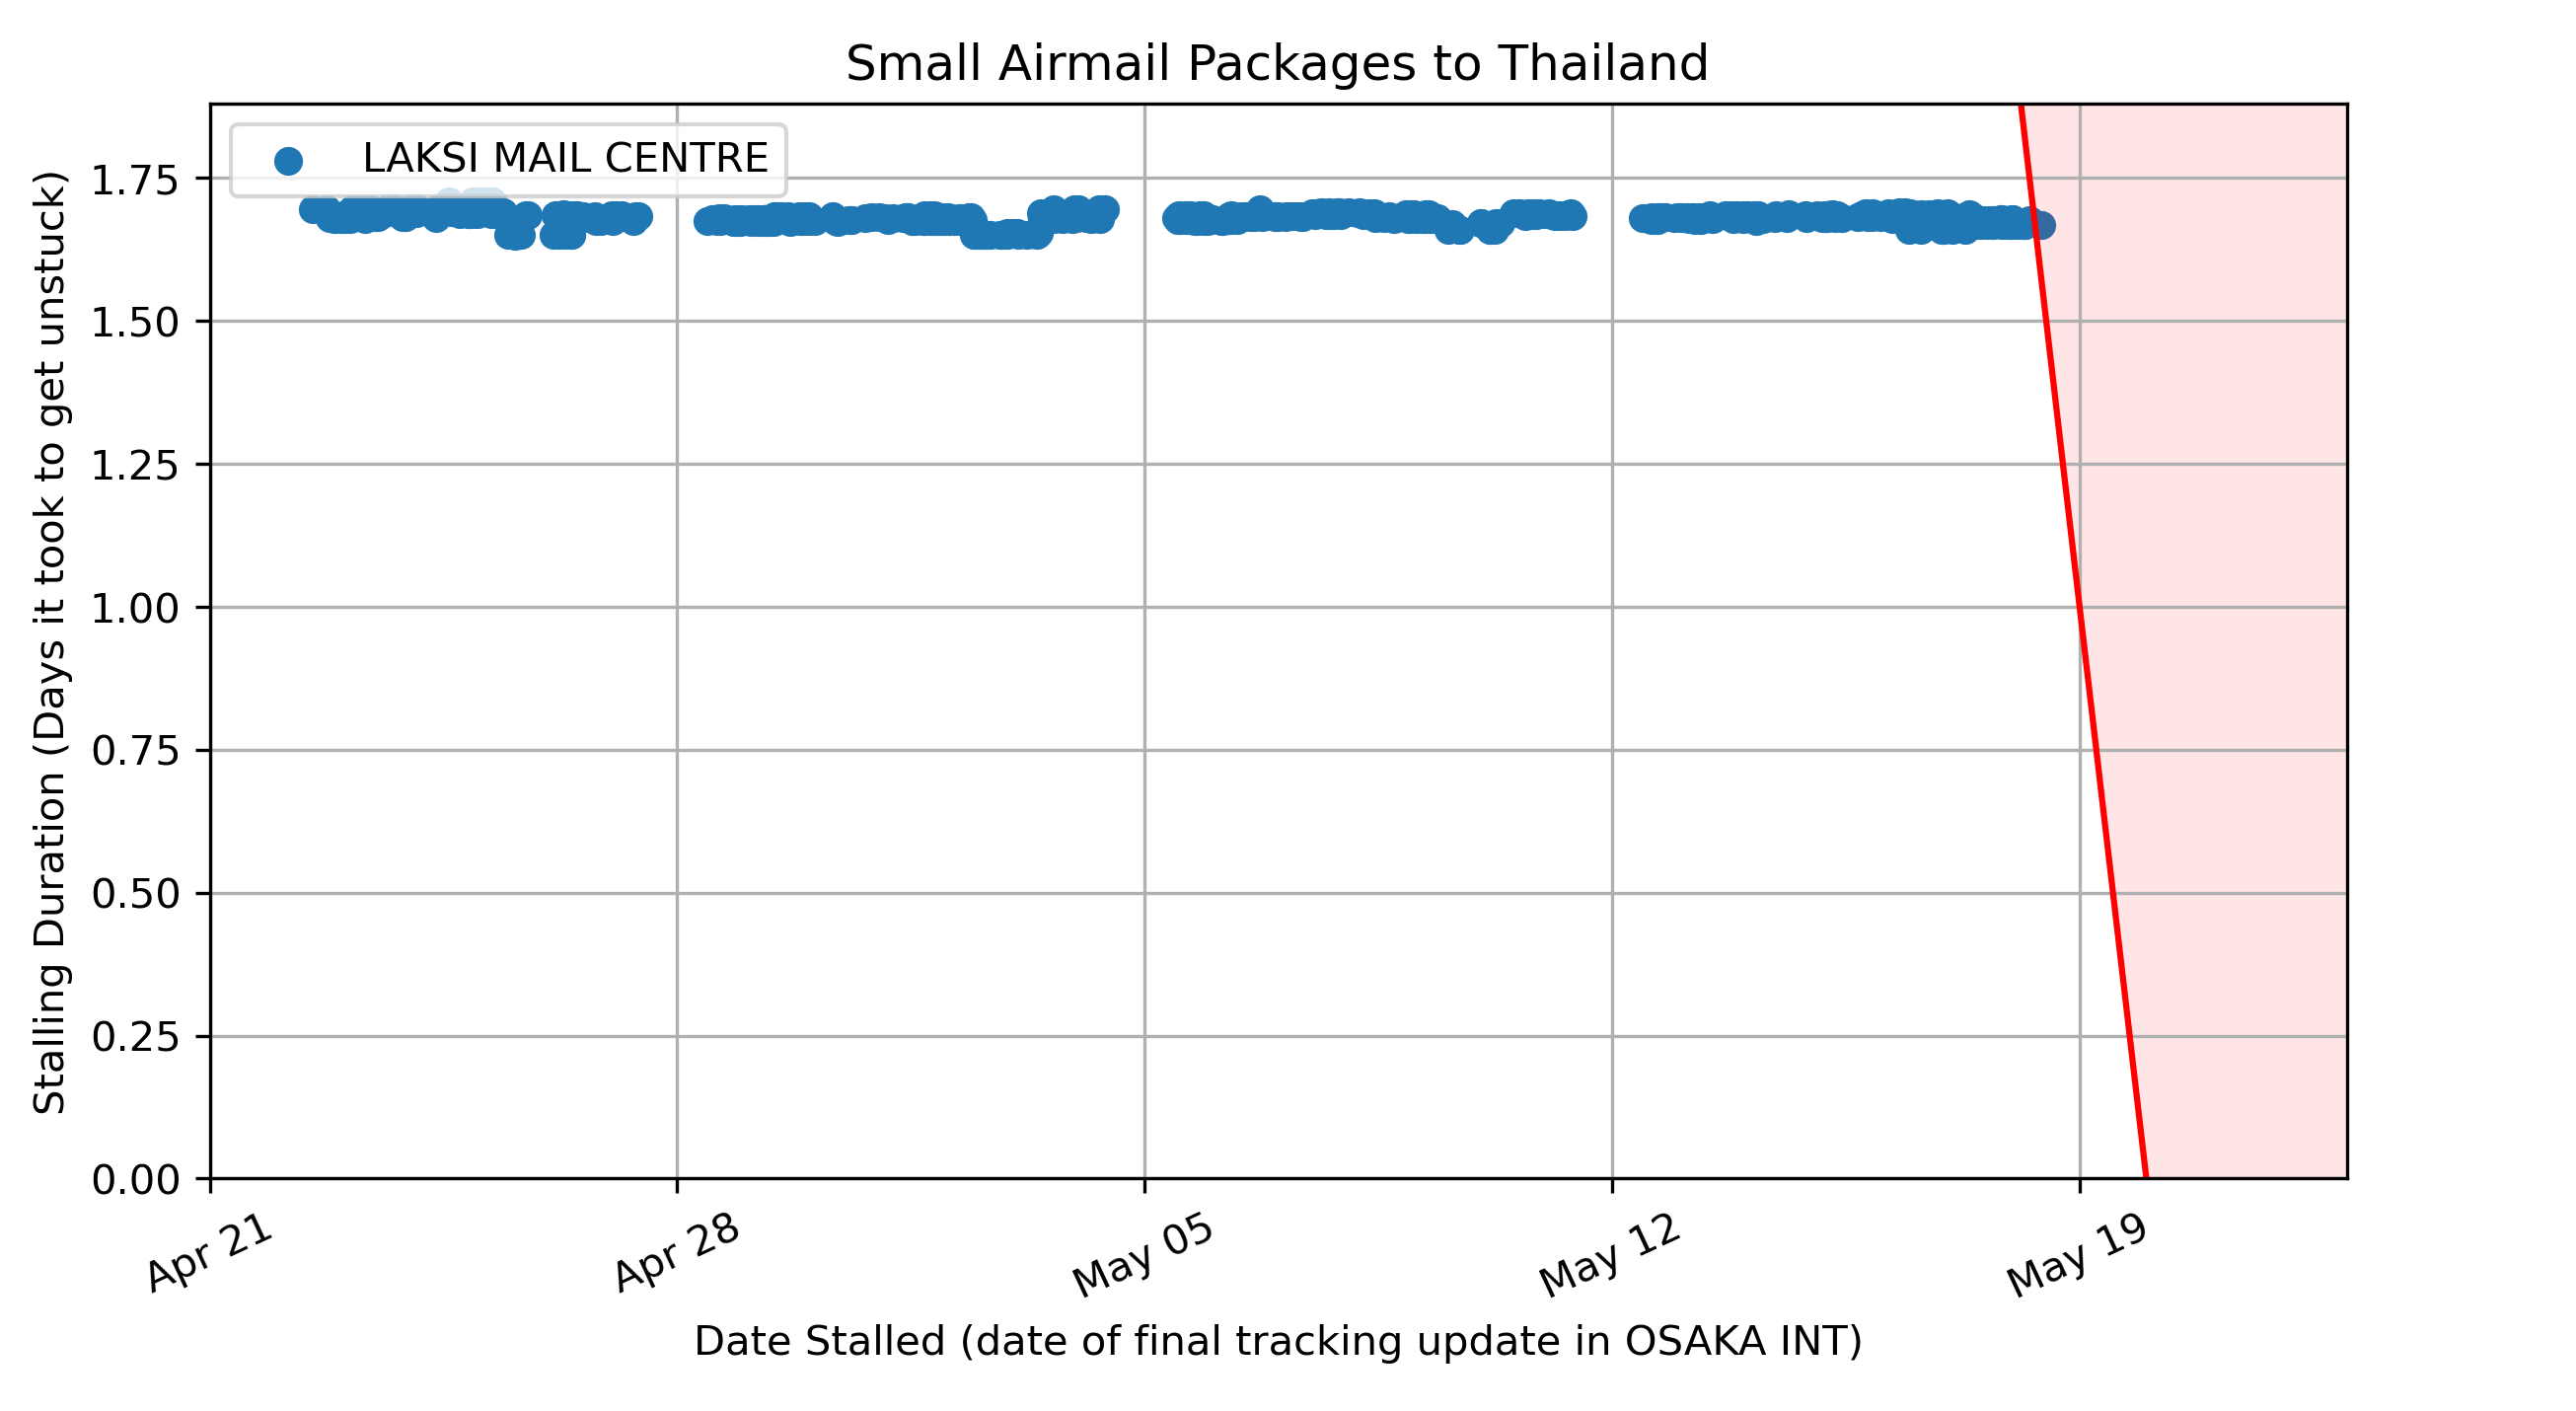 Small Airmail Packages to Thailand
LAKSI MAIL CENTRE
Stalling Duration (Days it took to get unstuck)
1.75
1.50
1.25
1.00
0.75
0.50
0.25
0.00
Apr 21
Apr 28
May 05
May 12
May 19
Date Stalled (date of final tracking update in OSAKA INT)